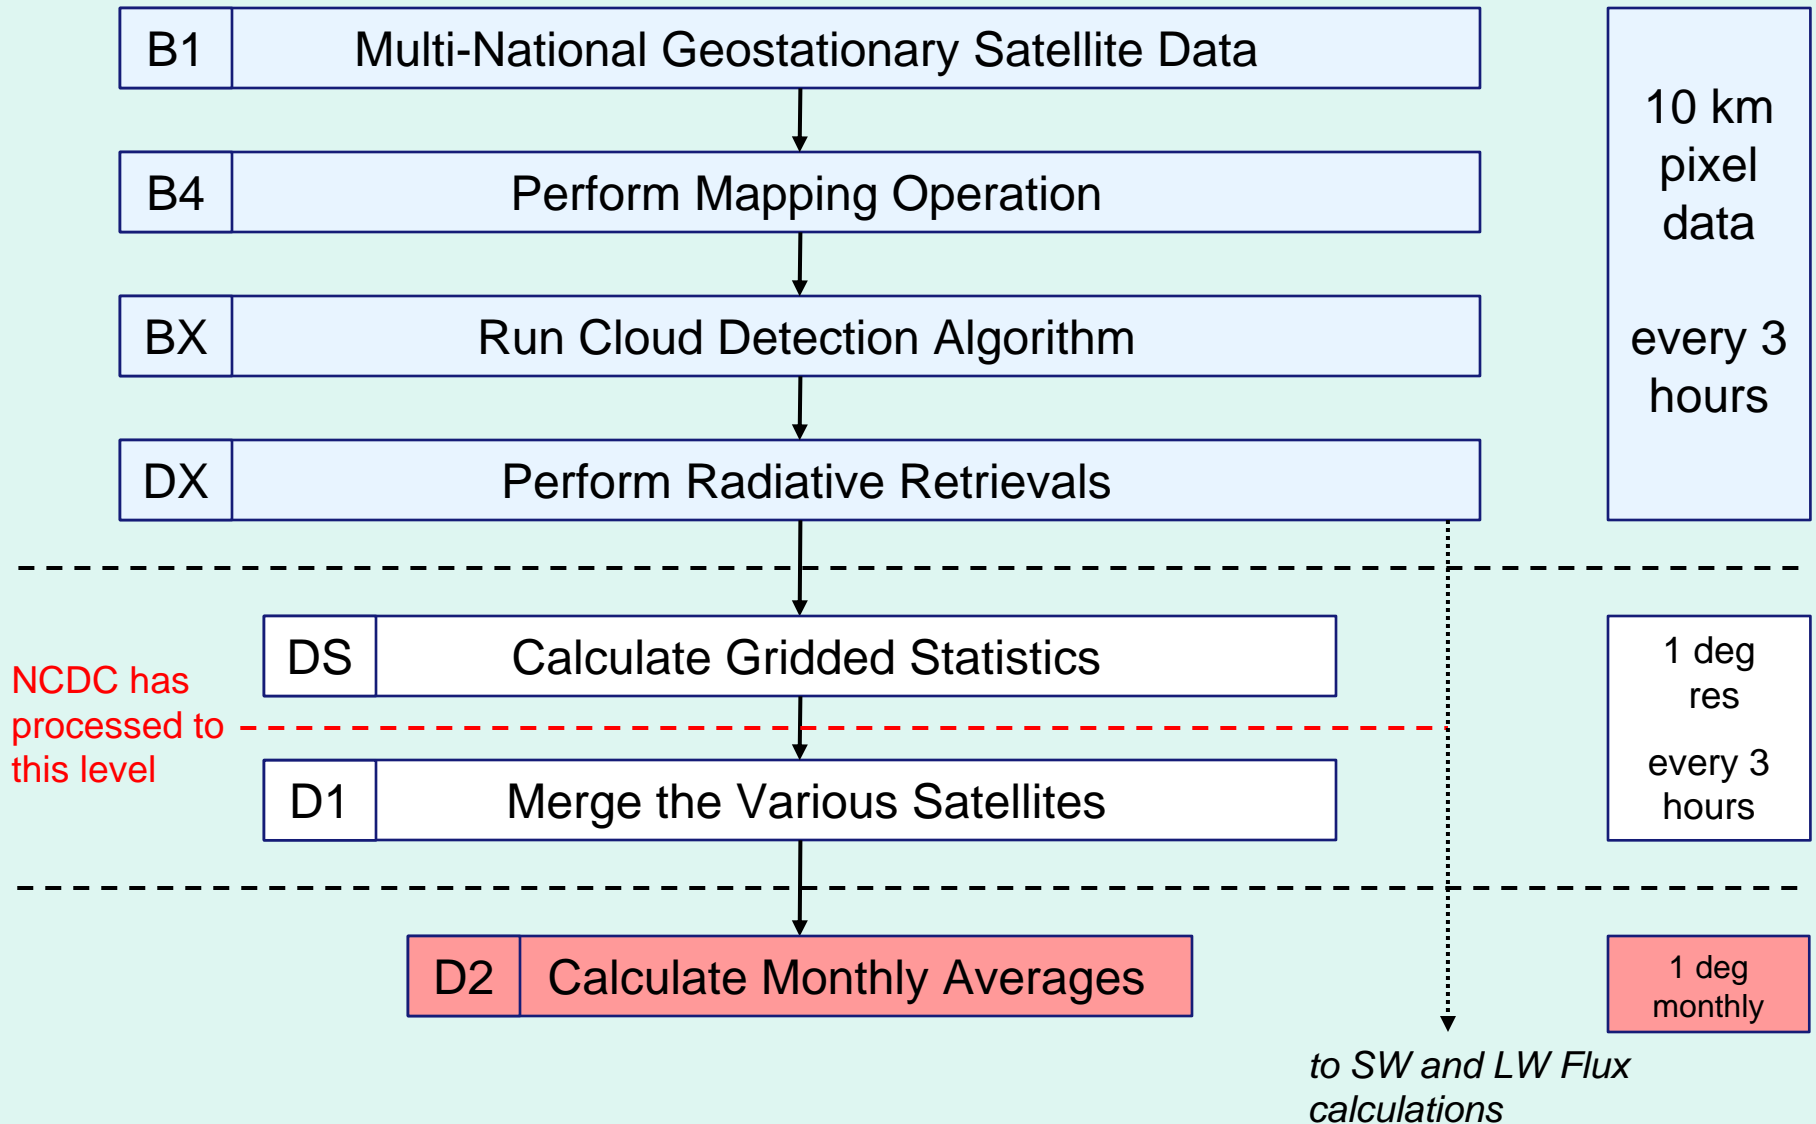 B1 Multi-National Geostationary Satellite Data
B4 Perform Mapping Operation
BX Run Cloud Detection Algorithm
DX Perform Radiative Retrievals
10 km
pixel
data
every 3
hours
DS Calculate Gridded Statistics
NCDC has
processed to
this level
D1 Merge the Various Satellites
1 deg
res
every 3
hours
D2 Calculate Monthly Averages
1 deg
monthly
to SW and LW Flux
calculations